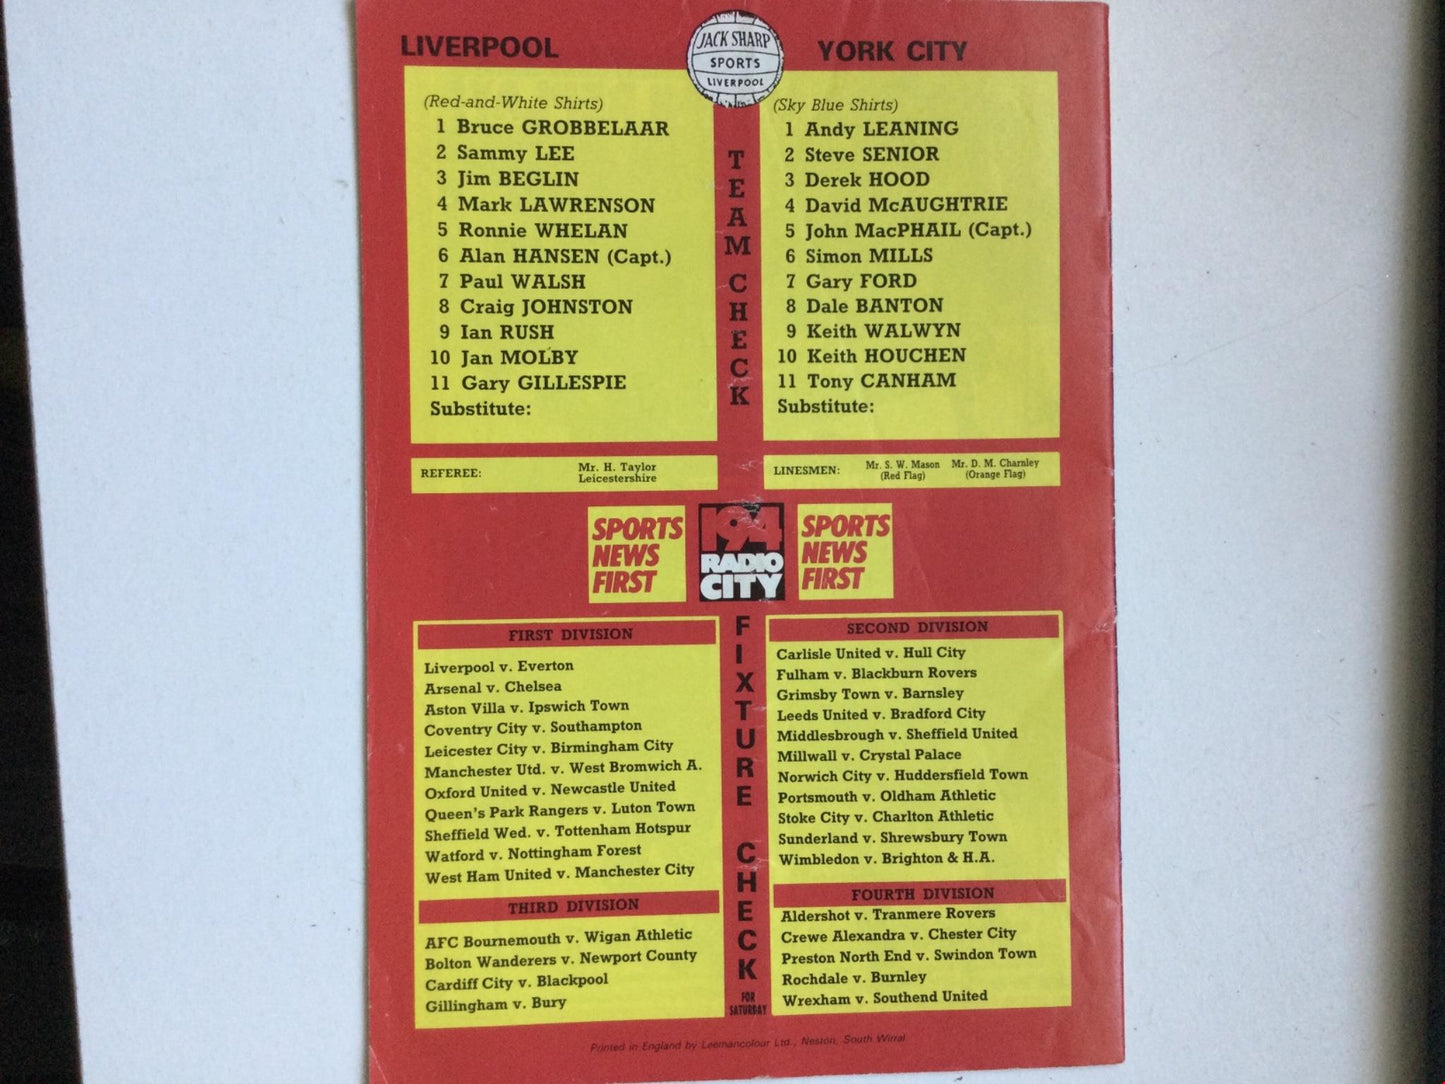 LIVERPOOL
JACK SHARP
SPORTS
LIVERPOOL
YORK CITY
(Red-and-White Shirts)
1 Bruce GROBBELAAR
2 Sammy LEE
3 Jim BEGLIN
4 Mark LAWRENSON
5 Ronnie WHELAN
6 Alan HANSEN (Capt.)
7 Paul WALSH
8 Craig JOHNSTON
9 Ian RUSH
10 Jan MOLBY
11 Gary GILLESPIE
Substitute:
TEAM CHECK
(Sky Blue Shirts)
1 Andy LEANING
2 Steve SENIOR
3 Derek HOOD
4 David McAUGHTRIE
5 John MacPHAIL (Capt.)
6 Simon MILLS
7 Gary FORD
8 Dale BANTON
9 Keith WALWYN
10 Keith HOUCHEN
11 Tony CANHAM
Substitute:
REFEREE:
Mr. H. Taylor
Leicestershire
LINESMEN:
Mr. S. W. Mason
(Red Flag)
Mr. D. M. Charnley
(Orange Flag)
SPORTS
NEWS
FIRST
194
RADIO
CITY
SPORTS
NEWS
FIRST
FIRST DIVISION
Liverpool v. Everton
Arsenal v. Chelsea
Aston Villa v. Ipswich Town
Coventry City v. Southampton
Leicester City v. Birmingham City
Manchester Utd. v. West Bromwich A.
Oxford United v. Newcastle United
Queen's Park Rangers v. Luton Town
Sheffield Wed. v. Tottenham Hotspur
Watford v. Nottingham Forest
West Ham United v. Manchester City
THIRD DIVISION
AFC Bournemouth v. Wigan Athletic
Bolton Wanderers v. Newport County
Cardiff City v. Blackpool
Gillingham v. Bury
FIXTURE CHECK
FOR
SATURDAY
SECOND DIVISION
Carlisle United v. Hull City
Fulham v. Blackburn Rovers
Grimsby Town v. Barnsley
Leeds United v. Bradford City
Middlesbrough v. Sheffield United
Millwall v. Crystal Palace
Norwich City v. Huddersfield Town
Portsmouth v. Oldham Athletic
Stoke City v. Charlton Athletic
Sunderland v. Shrewsbury Town
Wimbledon v. Brighton & H.A.
FOURTH DIVISION
Aldershot v. Tranmere Rovers
Crewe Alexandra v. Chester City
Preston North End v. Swindon Town
Rochdale v. Burnley
Wrexham v. Southend United
Printed in England by Leemancolour Ltd., Neston, South Wirral